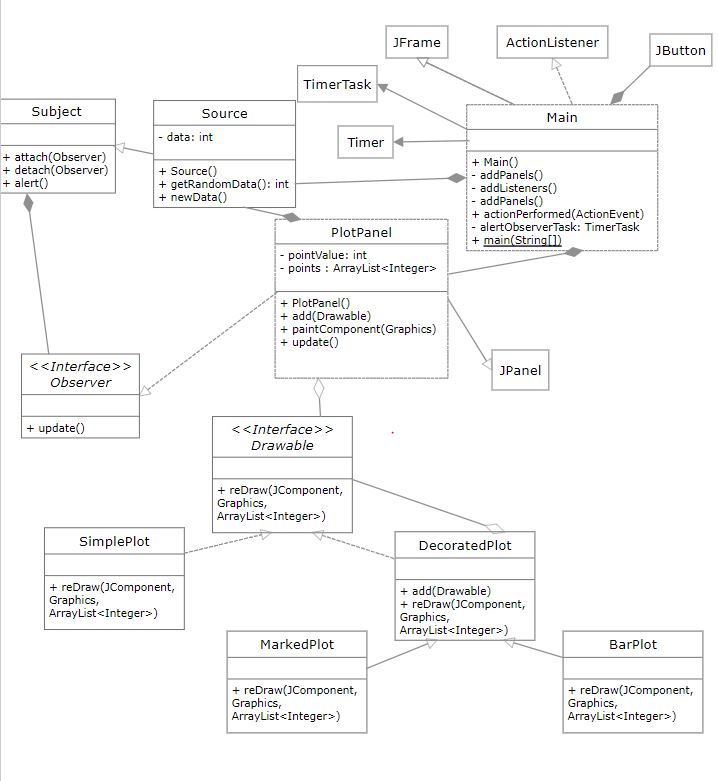 JFrame
ActionListener
JButton
TimerTask
Timer
Subject
+ attach(Observer)
+ detach(Observer)
+ alert()
Source
- data: int
+ Source()
+ getRandomData(): int
+ newData()
Main
+ Main()
- addPanels()
- addListeners()
- addPanels()
+ actionPerformed(ActionEvent)
- alertObserverTask: TimerTask
+ main(String[])
PlotPanel
- pointValue: int
- points : ArrayList<Integer>
+ PlotPanel()
+ add(Drawable)
+ paintComponent(Graphics)
+ update()
JPanel
<<Interface>>
Observer
+ update()
<<Interface>>
Drawable
+ reDraw(JComponent,
Graphics,
ArrayList<Integer>)
SimplePlot
+ reDraw(JComponent,
Graphics,
ArrayList<Integer>)
DecoratedPlot
+ add(Drawable)
+ reDraw(JComponent,
Graphics,
ArrayList<Integer>)
MarkedPlot
+ reDraw(JComponent,
Graphics,
ArrayList<Integer>)
BarPlot
+ reDraw(JComponent,
Graphics,
ArrayList<Integer>)